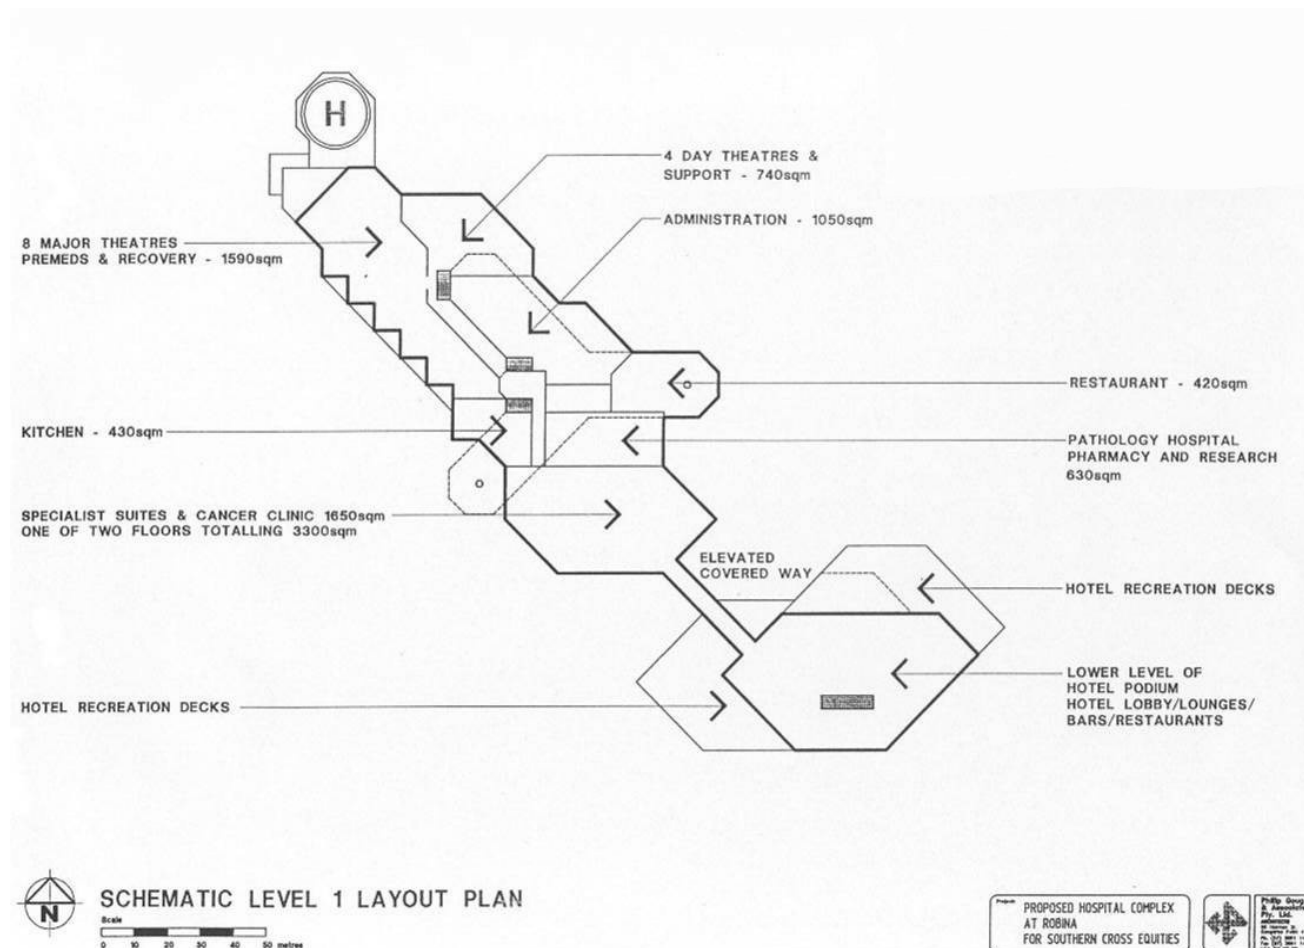 H
4 DAY THEATRES &
SUPPORT - 740sqm
ADMINISTRATION - 1050sqm
8 MAJOR THEATRES
PREMEDS & RECOVERY - 1590sqm
RESTAURANT - 420sqm
KITCHEN - 430sqm
PATHOLOGY HOSPITAL
PHARMACY AND RESEARCH
630sqm
SPECIALIST SUITES & CANCER CLINIC 1650sqm
ONE OF TWO FLOORS TOTALLING 3300sqm
ELEVATED
COVERED WAY
HOTEL RECREATION DECKS
LOWER LEVEL OF
HOTEL PODIUM
HOTEL LOBBY/LOUNGES/
BARS/RESTAURANTS
HOTEL RECREATION DECKS
N
SCHEMATIC LEVEL 1 LAYOUT PLAN
Scale
0 10 20 30 40 50 metres
Project
PROPOSED HOSPITAL COMPLEX
AT ROBINA
FOR SOUTHERN CROSS EQUITIES
Philip
&
Pty. Ltd.